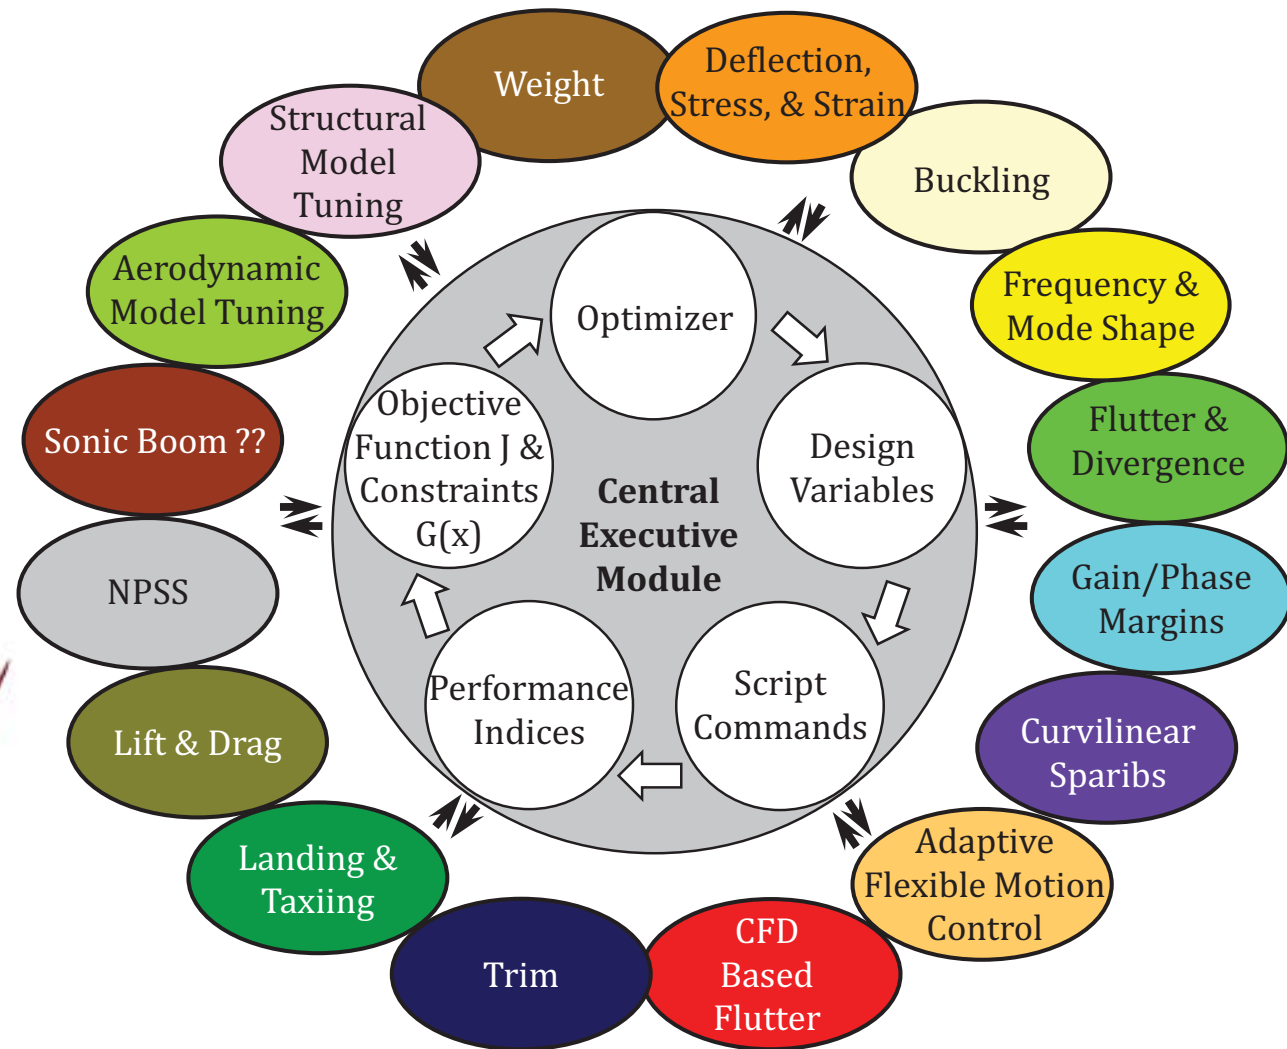 Weight
Deflection,
Stress, & Strain
Buckling
Frequency &
Mode Shape
Flutter &
Divergence
Gain/Phase
Margins
Curvilinear
Sparibs
Adaptive
Flexible Motion
Control
CFD
Based
Flutter
Trim
Landing &
Taxiing
Lift & Drag
NPSS
Sonic Boom ??
Aerodynamic
Model Tuning
Structural
Model
Tuning
Optimizer
Design
Variables
Script
Commands
Performance
Indices
Objective
Function J &
Constraints
G(x)
Central
Executive
Module